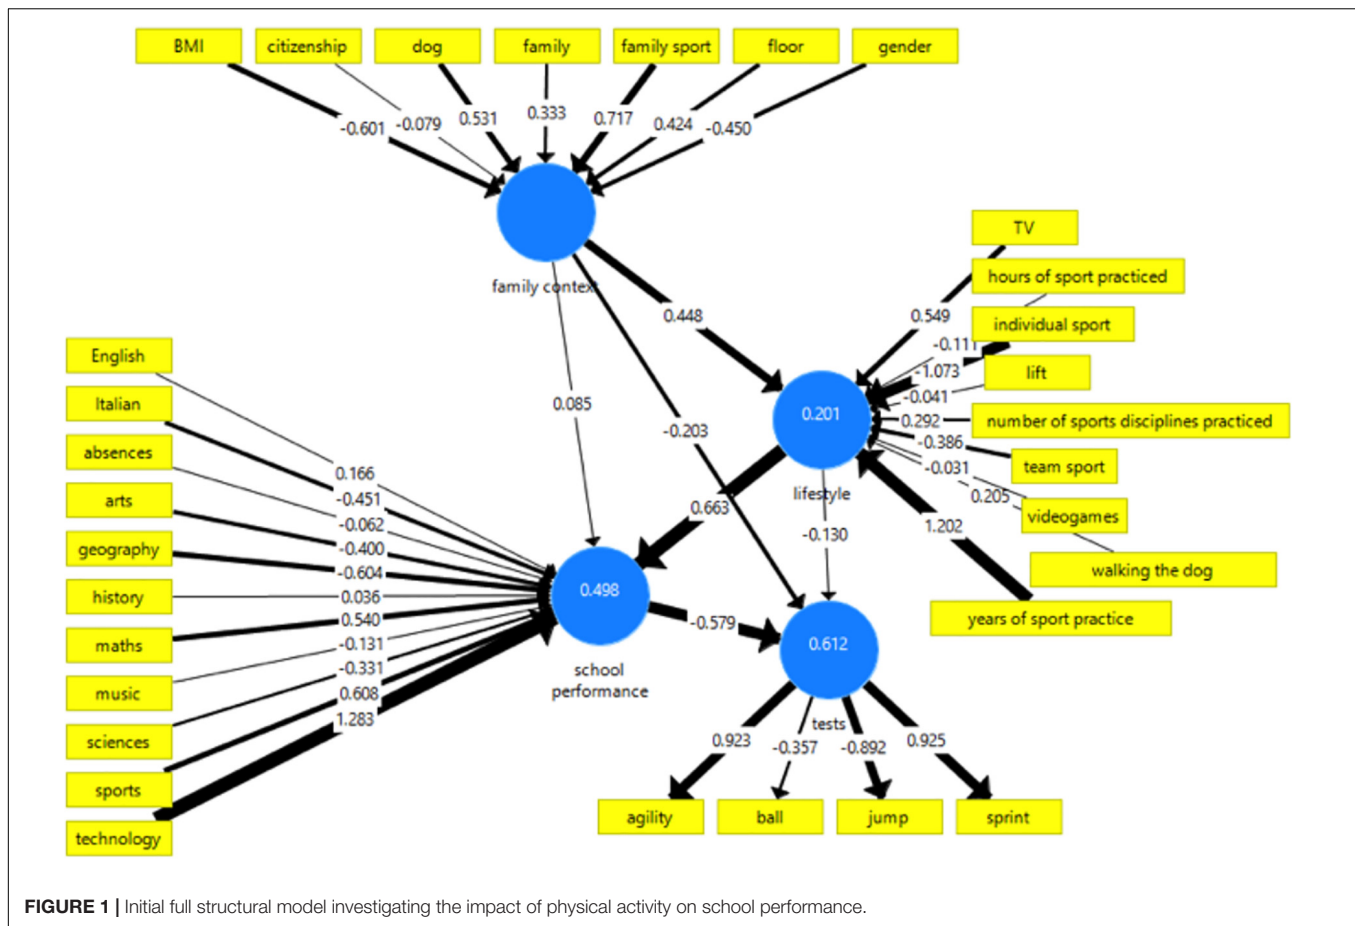 BMI
citizenship
dog
family
family sport
floor
gender
-0.601
-0.079
0.531
0.333
0.717
0.424
-0.450
family context
TV
hours of sport practiced
individual sport
lift
number of sports disciplines practiced
team sport
videogames
walking the dog
years of sport practice
0.549
-0.111
-1.073
-0.041
0.292
-0.386
-0.031
0.205
1.202
0.448
0.085
-0.203
0.201
lifestyle
0.663
-0.130
English
Italian
absences
arts
geography
history
maths
music
sciences
sports
technology
0.166
-0.451
-0.062
-0.400
-0.604
0.036
0.540
-0.131
-0.331
0.608
1.283
0.498
school
performance
-0.579
0.612
tests
0.923
-0.357
-0.892
0.925
agility
ball
jump
sprint
FIGURE 1 | Initial full structural model investigating the impact of physical activity on school performance.